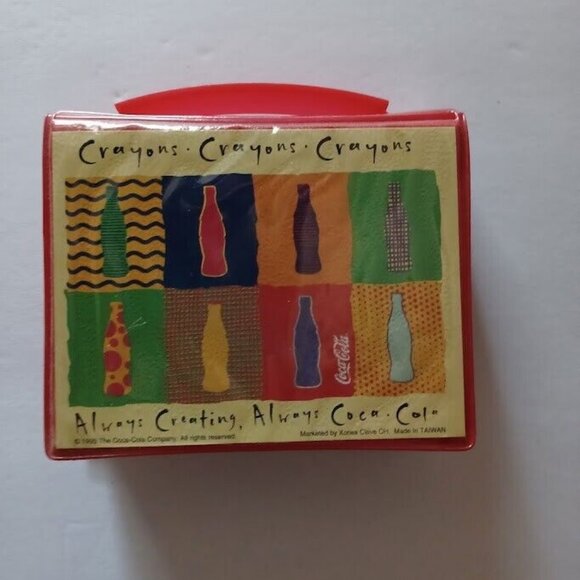 Crayons · Crayons · Crayons
Coca-Cola
Always Creating, Always Coca-Cola
© 1995 The Coca-Cola Company. All rights reserved.
Marketed by Korea Clove CH. Made In TAIWAN